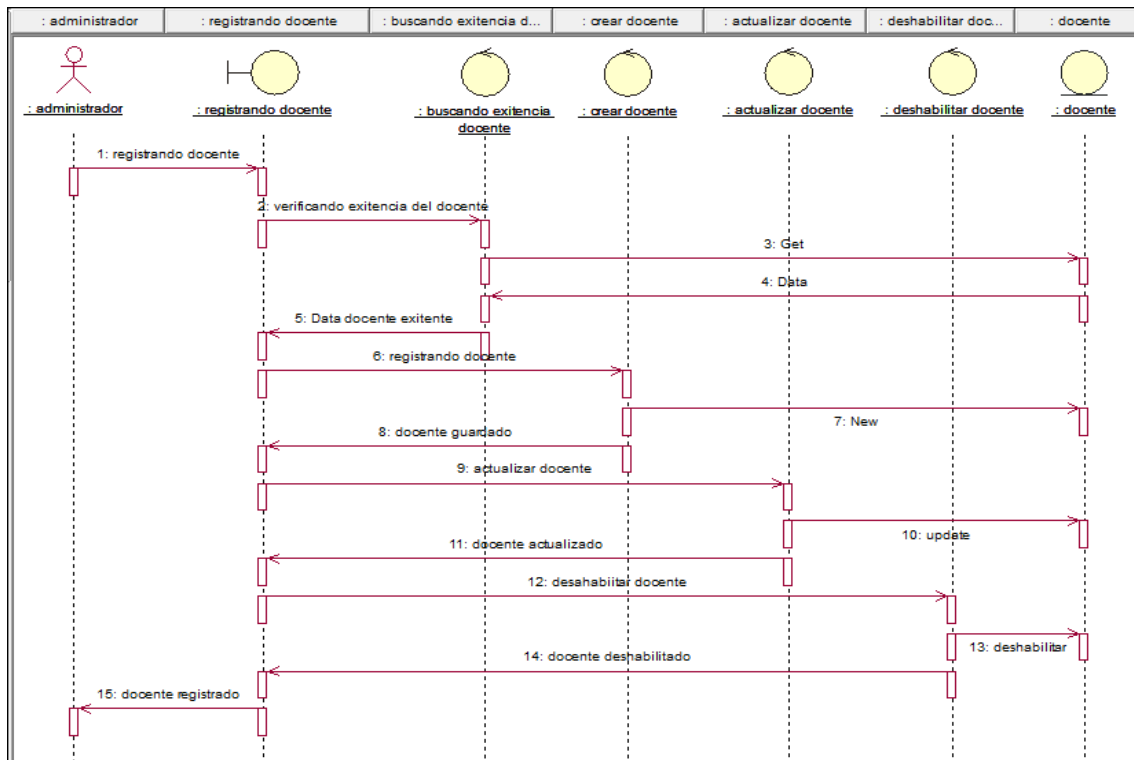 : administrador
: registrando docente
: buscando exitencia d...
: crear docente
: actualizar docente
: deshabilitar doc...
: docente
: administrador
: registrando docente
: buscando exitencia
docente
: crear docente
: actualizar docente
: deshabilitar docente
: docente
1: registrando docente
2: verificando exitencia del docente
3: Get
4: Data
5: Data docente exitente
6: registrando docente
7: New
8: docente guardado
9: actualizar docente
10: update
11: docente actualizado
12: desahabiitar docente
13: deshabilitar
14: docente deshabilitado
15: docente registrado